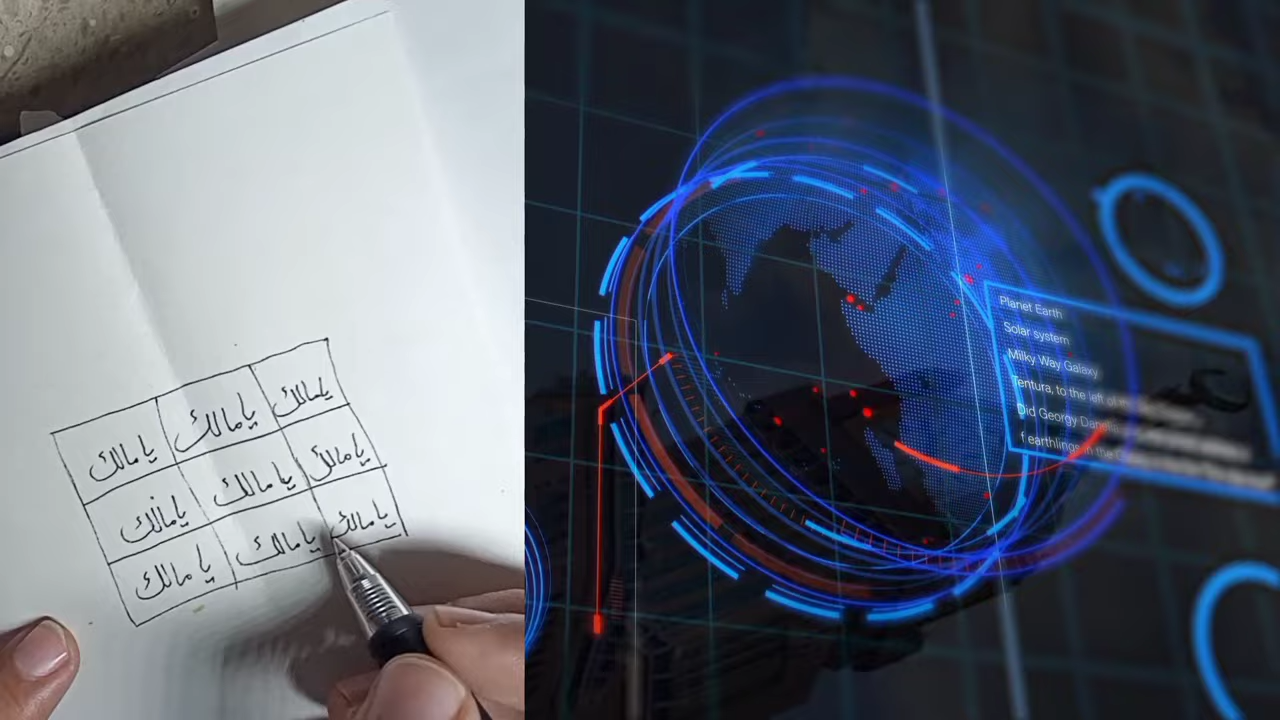 يا مالك يا مالك يا مالك
يا مالك يا مالك يا مالك
يا مالك يا مالك يا مالك
Planet Earth
Solar system
Milky Way Galaxy
Tentura, to the left of
Did Georgy
f earthlings in the